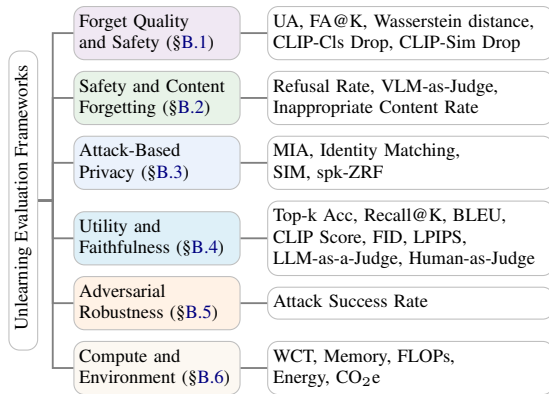 Unlearning Evaluation Frameworks
Forget Quality
and Safety (§B.1)
UA, FA@K, Wasserstein distance,
CLIP-Cls Drop, CLIP-Sim Drop
Safety and Content
Forgetting (§B.2)
Refusal Rate, VLM-as-Judge,
Inappropriate Content Rate
Attack-Based
Privacy (§B.3)
MIA, Identity Matching,
SIM, spk-ZRF
Utility and
Faithfulness (§B.4)
Top-k Acc, Recall@K, BLEU,
CLIP Score, FID, LPIPS,
LLM-as-a-Judge, Human-as-Judge
Adversarial
Robustness (§B.5)
Attack Success Rate
Compute and
Environment (§B.6)
WCT, Memory, FLOPs,
Energy, CO₂e